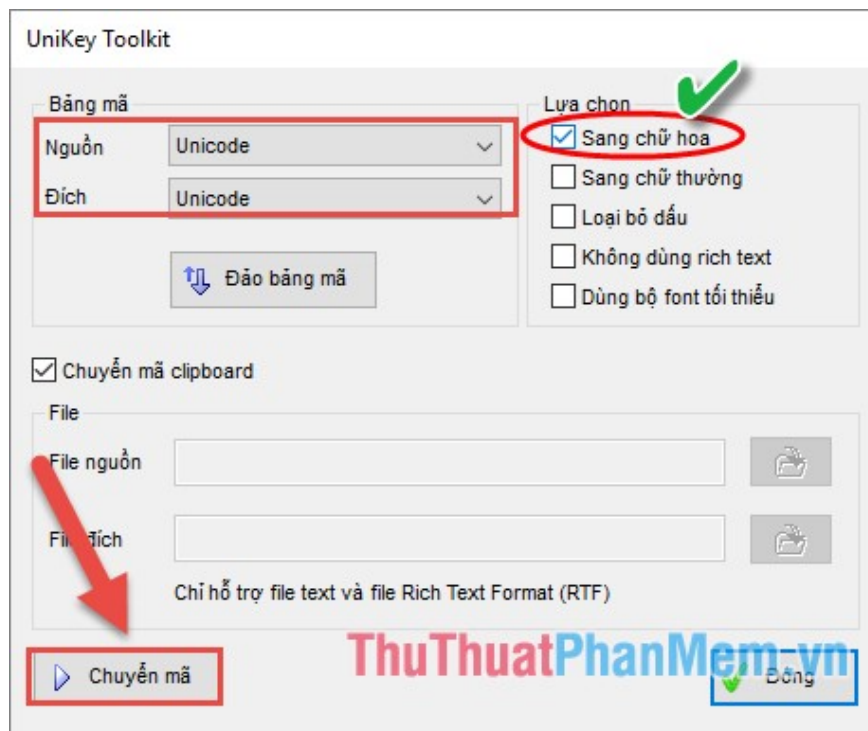 UniKey Toolkit
Bảng mã
Nguồn
Unicode
Đích
Unicode
Đảo bảng mã
Lựa chọn
Sang chữ hoa
Sang chữ thường
Loại bỏ dấu
Không dùng rich text
Dùng bộ font tối thiểu
Chuyển mã clipboard
File
File nguồn
File đích
Chỉ hỗ trợ file text và file Rich Text Format (RTF)
ThuThuatPhanMem.vn
Chuyển mã
Đóng